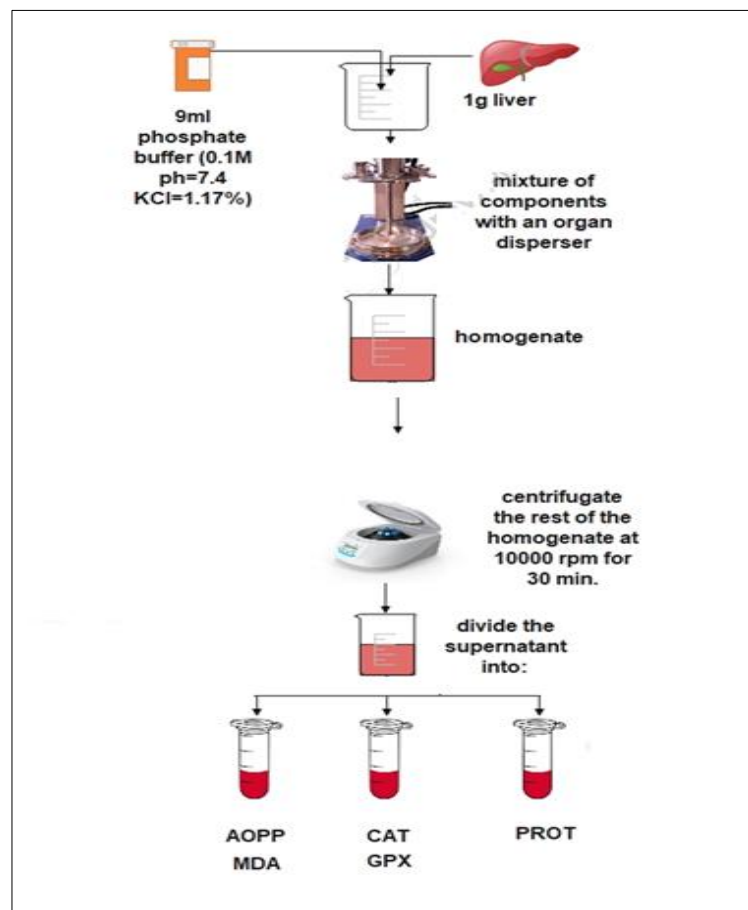 9ml
phosphate
buffer (0.1M
ph=7.4
KCl=1.17%)
1g liver
mixture of
components
with an organ
disperser
homogenate
centrifugate
the rest of the
homogenate at
10000 rpm for
30 min.
divide the
supernatant
into:
AOPP
MDA
CAT
GPX
PROT